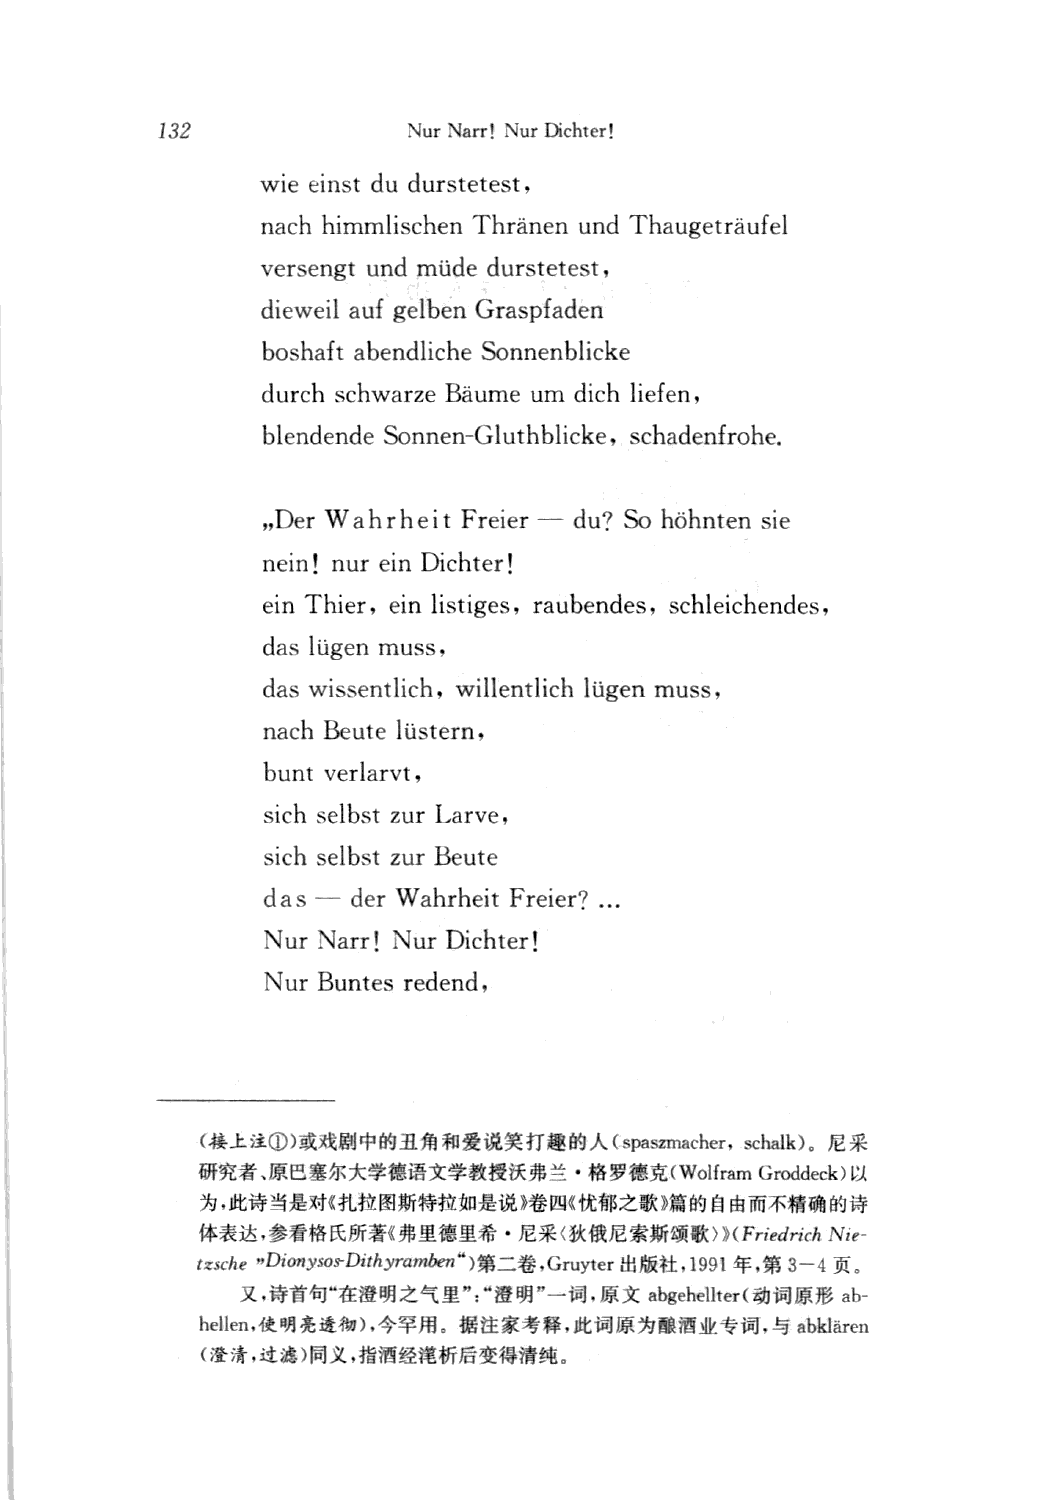 132 Nur Narr! Nur Dichter!
wie einst du durstetest,
nach himmlischen Thränen und Thaugeträufel
versengt und müde durstetest,
dieweil auf gelben Graspfaden
boshaft abendliche Sonnenblicke
durch schwarze Bäume um dich liefen,
blendende Sonnen-Gluthblicke, schadenfrohe.
„Der Wahrheit Freier — du? So höhnten sie
nein! nur ein Dichter!
ein Thier, ein listiges, raubendes, schleichendes,
das lügen muss,
das wissentlich, willentlich lügen muss,
nach Beute lüstern,
bunt verlarvt,
sich selbst zur Larve,
sich selbst zur Beute
das — der Wahrheit Freier? ...
Nur Narr! Nur Dichter!
Nur Buntes redend,
(接上注①)或戏剧中的丑角和爱说笑打趣的人(spaszmacher, schalk)。尼采
研究者、原巴塞尔大学德语文学教授沃弗兰·格罗德克(Wolfram Groddeck)以
为,此诗当是对《扎拉图斯特拉如是说》卷四《忧郁之歌》篇的自由而不精确的诗
体表达,参看格氏所著《弗里德里希·尼采〈狄俄尼索斯颂歌〉》(Friedrich Nie-
tzsche „Dionysos-Dithyramben“)第二卷,Gruyter 出版社,1991 年,第 3—4 页。
又,诗首句“在澄明之气里”:“澄明”一词,原文 abgehellter(动词原形 ab-
hellen,使明亮透彻),今罕用。据注家考释,此词原为酿酒业专词,与 abklären
(澄清,过滤)同义,指酒经滗析后变得清纯。